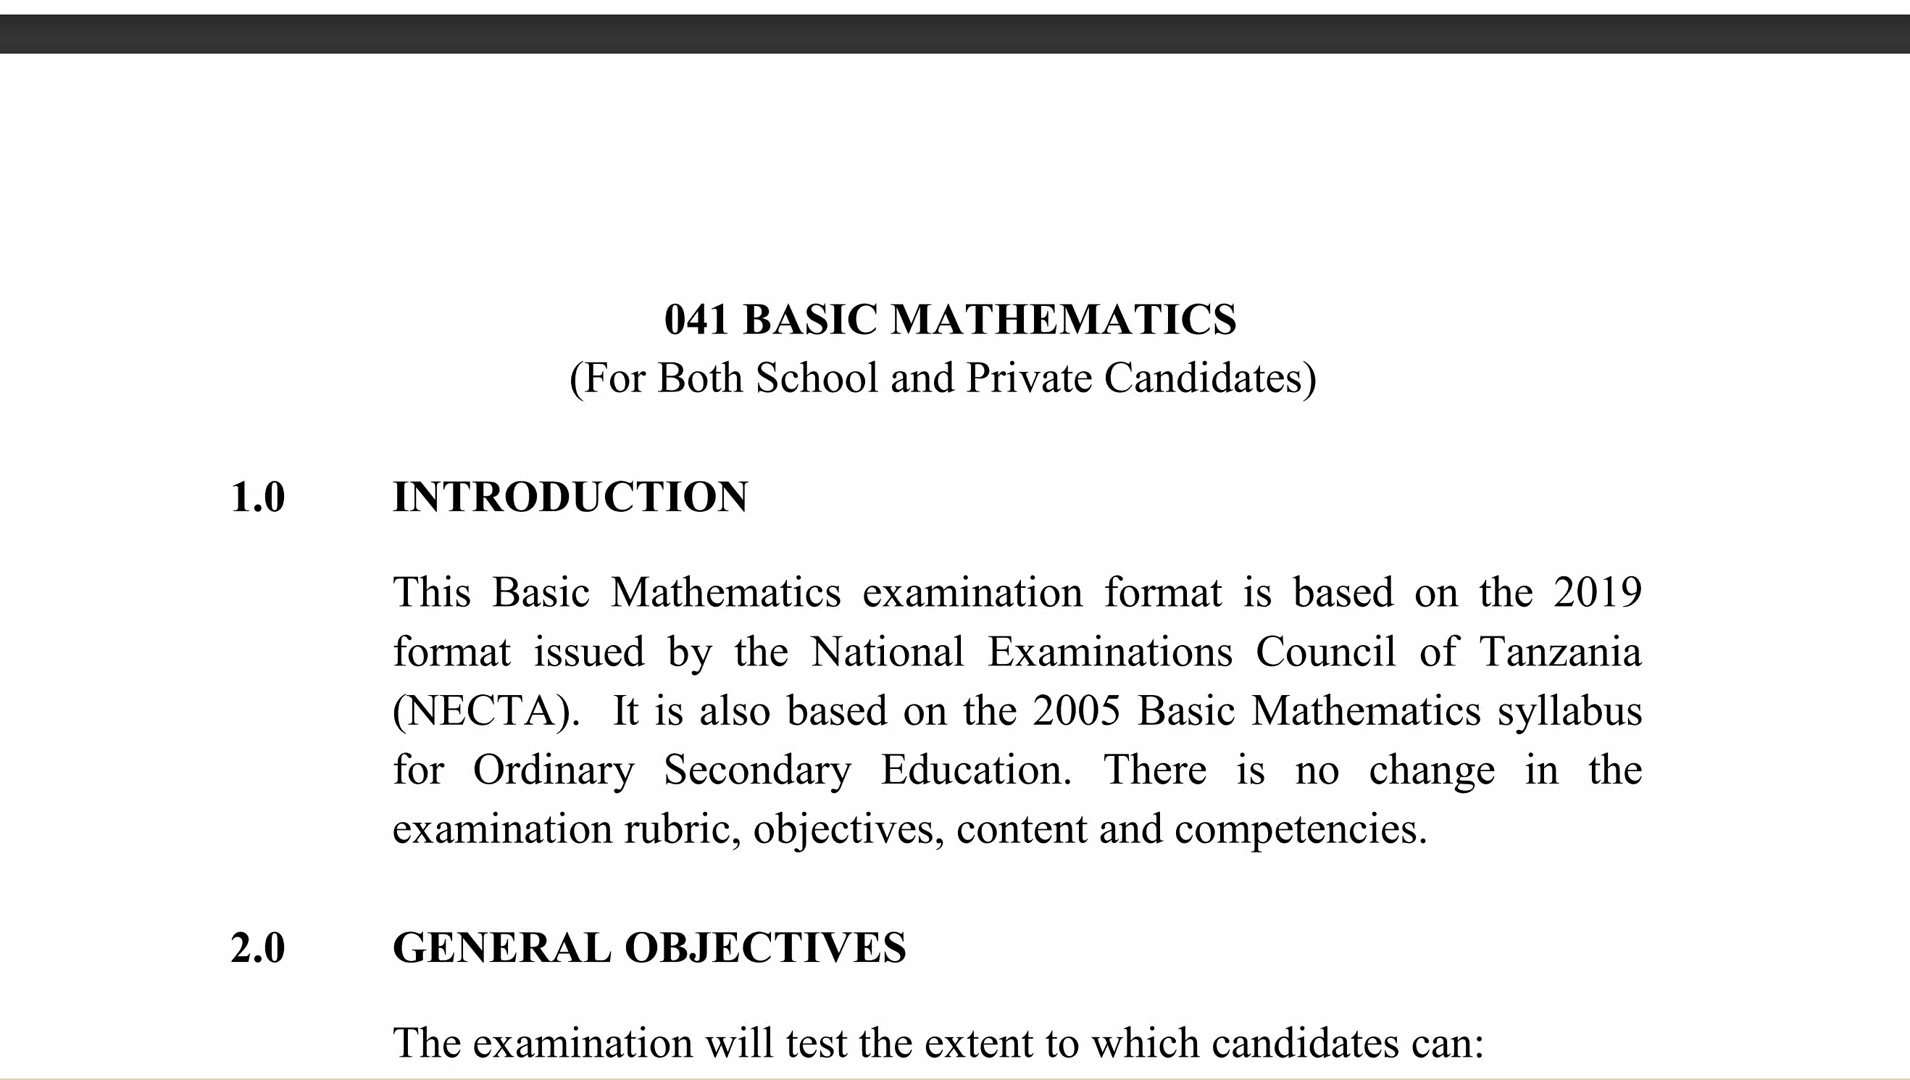 041 BASIC MATHEMATICS
(For Both School and Private Candidates)
1.0 INTRODUCTION
This Basic Mathematics examination format is based on the 2019
format issued by the National Examinations Council of Tanzania
(NECTA). It is also based on the 2005 Basic Mathematics syllabus
for Ordinary Secondary Education. There is no change in the
examination rubric, objectives, content and competencies.
2.0 GENERAL OBJECTIVES
The examination will test the extent to which candidates can: